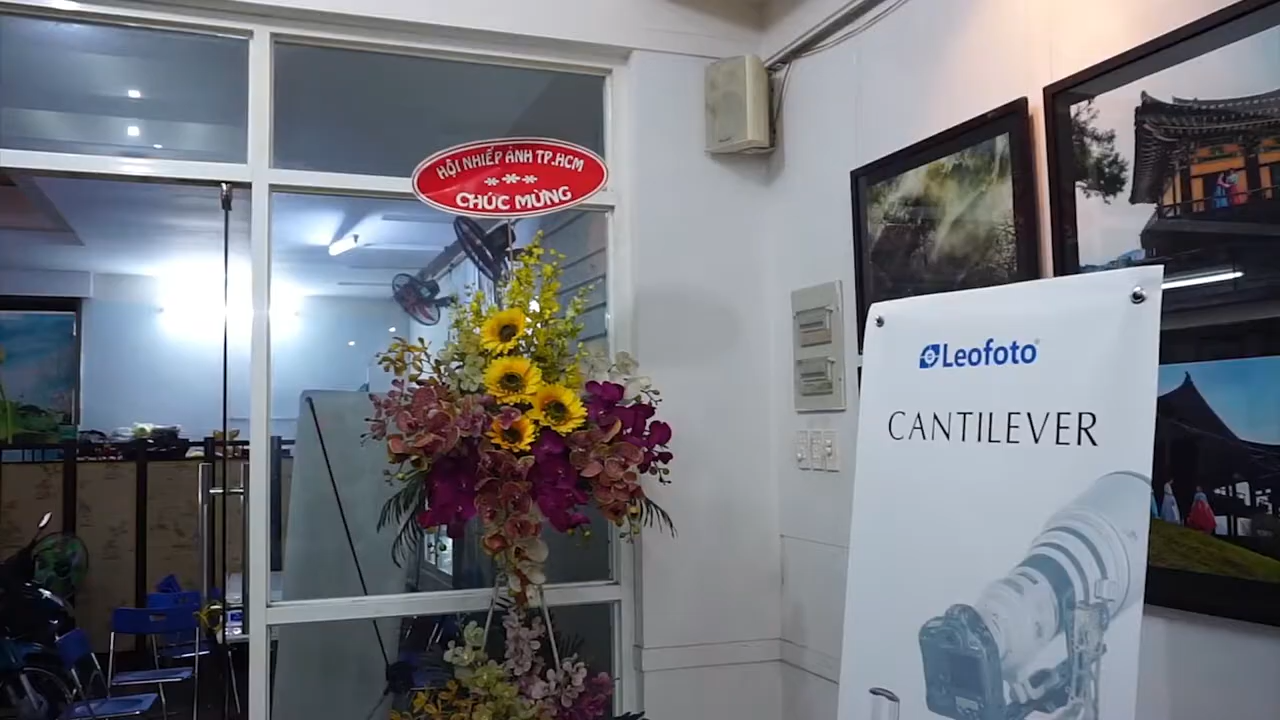 HỘI NHIẾP ẢNH TP.HCM
CHÚC MỪNG
Leofoto
CANTILEVER